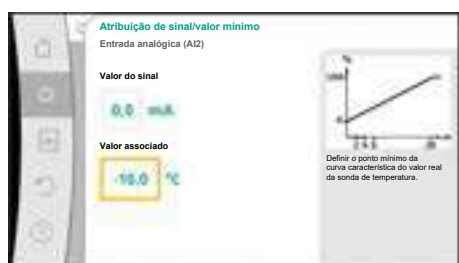 Atribuição de sinal/valor mínimo
Entrada analógica (AI2)
Valor do sinal
0,0 mA
Valor associado
-10,0 °C
%
Definir o ponto mínimo da
curva característica do valor real
da sonda de temperatura.